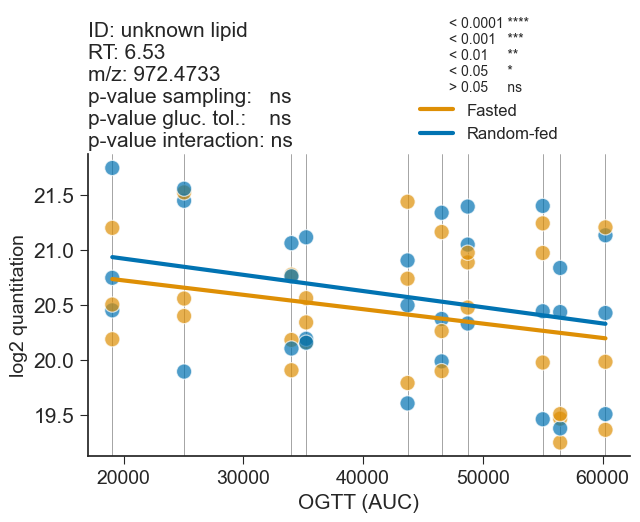 ID: unknown lipid
RT: 6.53
m/z: 972.4733
p-value sampling: ns
p-value gluc. tol.: ns
p-value interaction: ns
< 0.0001 ****
< 0.001 ***
< 0.01 **
< 0.05 *
> 0.05 ns
Fasted
Random-fed
log2 quantitation
21.5
21.0
20.5
20.0
19.5
20000 30000 40000 50000 60000
OGTT (AUC)